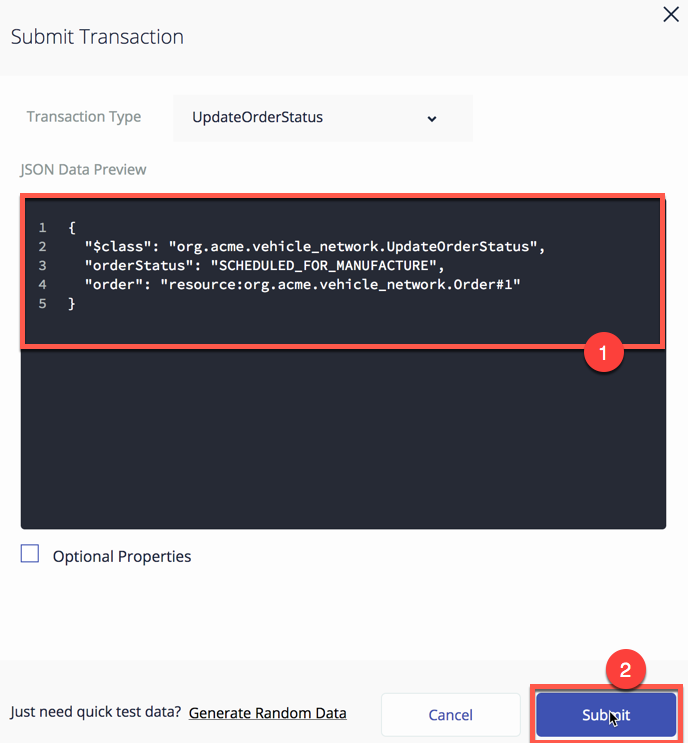 Submit Transaction
Transaction Type
UpdateOrderStatus
JSON Data Preview
1 {
2 "$class": "org.acme.vehicle_network.UpdateOrderStatus",
3 "orderStatus": "SCHEDULED_FOR_MANUFACTURE",
4 "order": "resource:org.acme.vehicle_network.Order#1"
5 }
1
Optional Properties
2
Just need quick test data? Generate Random Data
Cancel
Submit